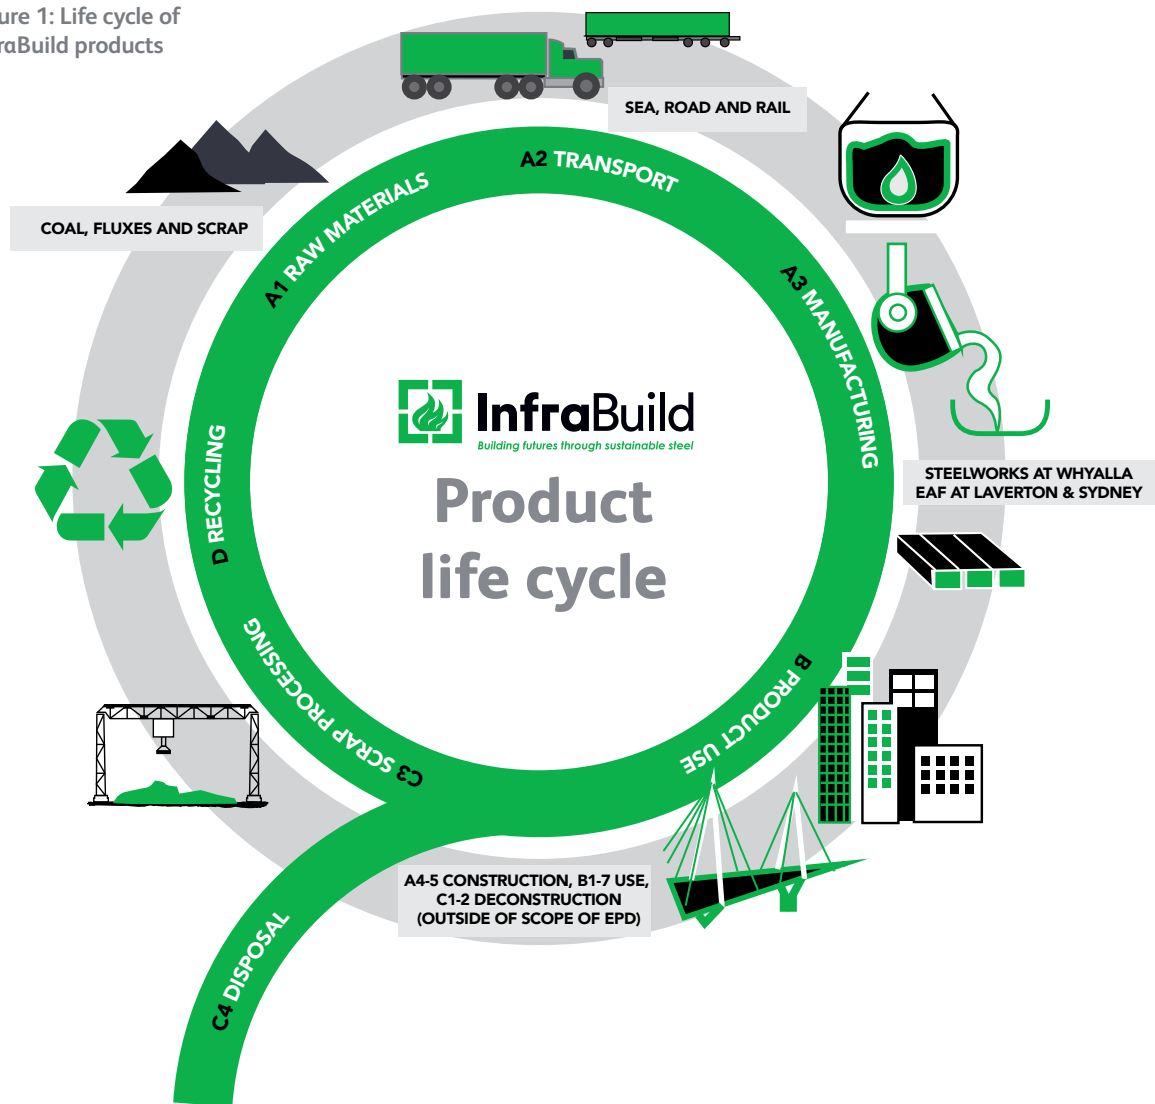 ure 1: Life cycle of
raBuild products
SEA, ROAD AND RAIL
A2 TRANSPORT
A1 RAW MATERIALS
COAL, FLUXES AND SCRAP
A3 MANUFACTURING
InfraBuild
Building futures through sustainable steel
Product
life cycle
D RECYCLING
STEELWORKS AT WHYALLA
EAF AT LAVERTON & SYDNEY
B PRODUCT USE
C3 SCRAP PROCESSING
A4-5 CONSTRUCTION, B1-7 USE,
C1-2 DECONSTRUCTION
(OUTSIDE OF SCOPE OF EPD)
C4 DISPOSAL